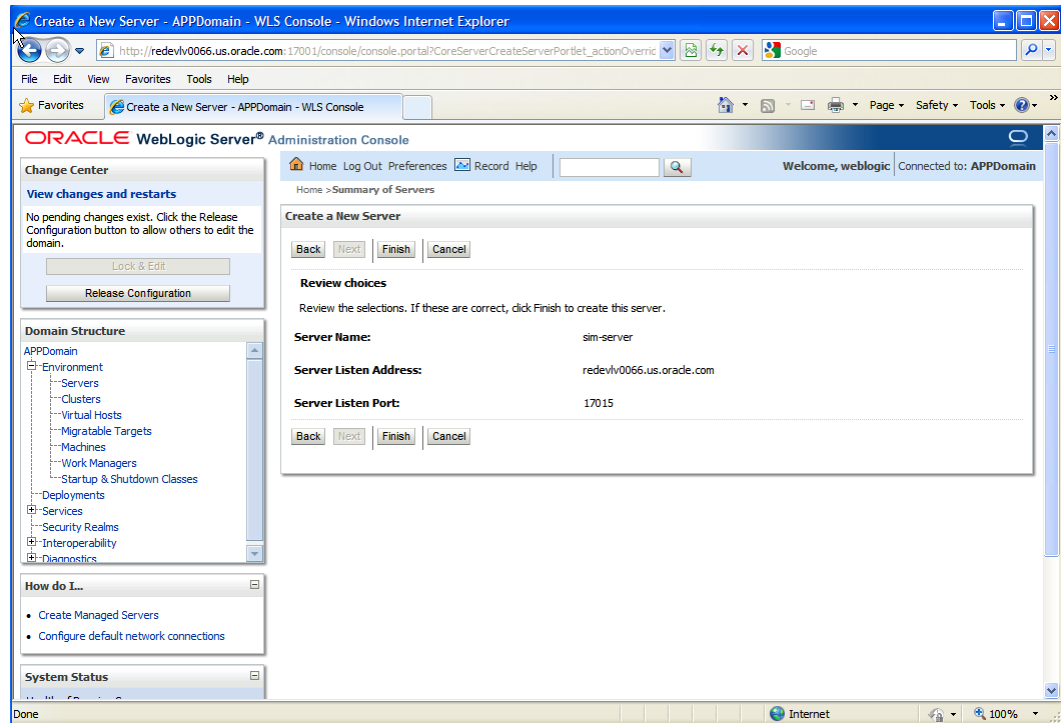 Create a New Server - APPDomain - WLS Console - Windows Internet Explorer
http://redevlv0066.us.oracle.com:17001/console/console.portal?CoreServerCreateServerPortlet_actionOverric
Google
File Edit View Favorites Tools Help
Favorites
Create a New Server - APPDomain - WLS Console
Page
Safety
Tools
»
ORACLE WebLogic Server® Administration Console
Change Center
View changes and restarts
No pending changes exist. Click the Release
Configuration button to allow others to edit the
domain.
Lock & Edit
Release Configuration
Domain Structure
APPDomain
Environment
Servers
Clusters
Virtual Hosts
Migratable Targets
Machines
Work Managers
Startup & Shutdown Classes
Deployments
Services
Security Realms
Interoperability
Diagnostics
How do I...
• Create Managed Servers
• Configure default network connections
System Status
Home Log Out Preferences Record Help
Welcome, weblogic
Connected to: APPDomain
Home >Summary of Servers
Create a New Server
Back Next Finish Cancel
Review choices
Review the selections. If these are correct, click Finish to create this server.
Server Name: sim-server
Server Listen Address: redevlv0066.us.oracle.com
Server Listen Port: 17015
Back Next Finish Cancel
Done
Internet
100%